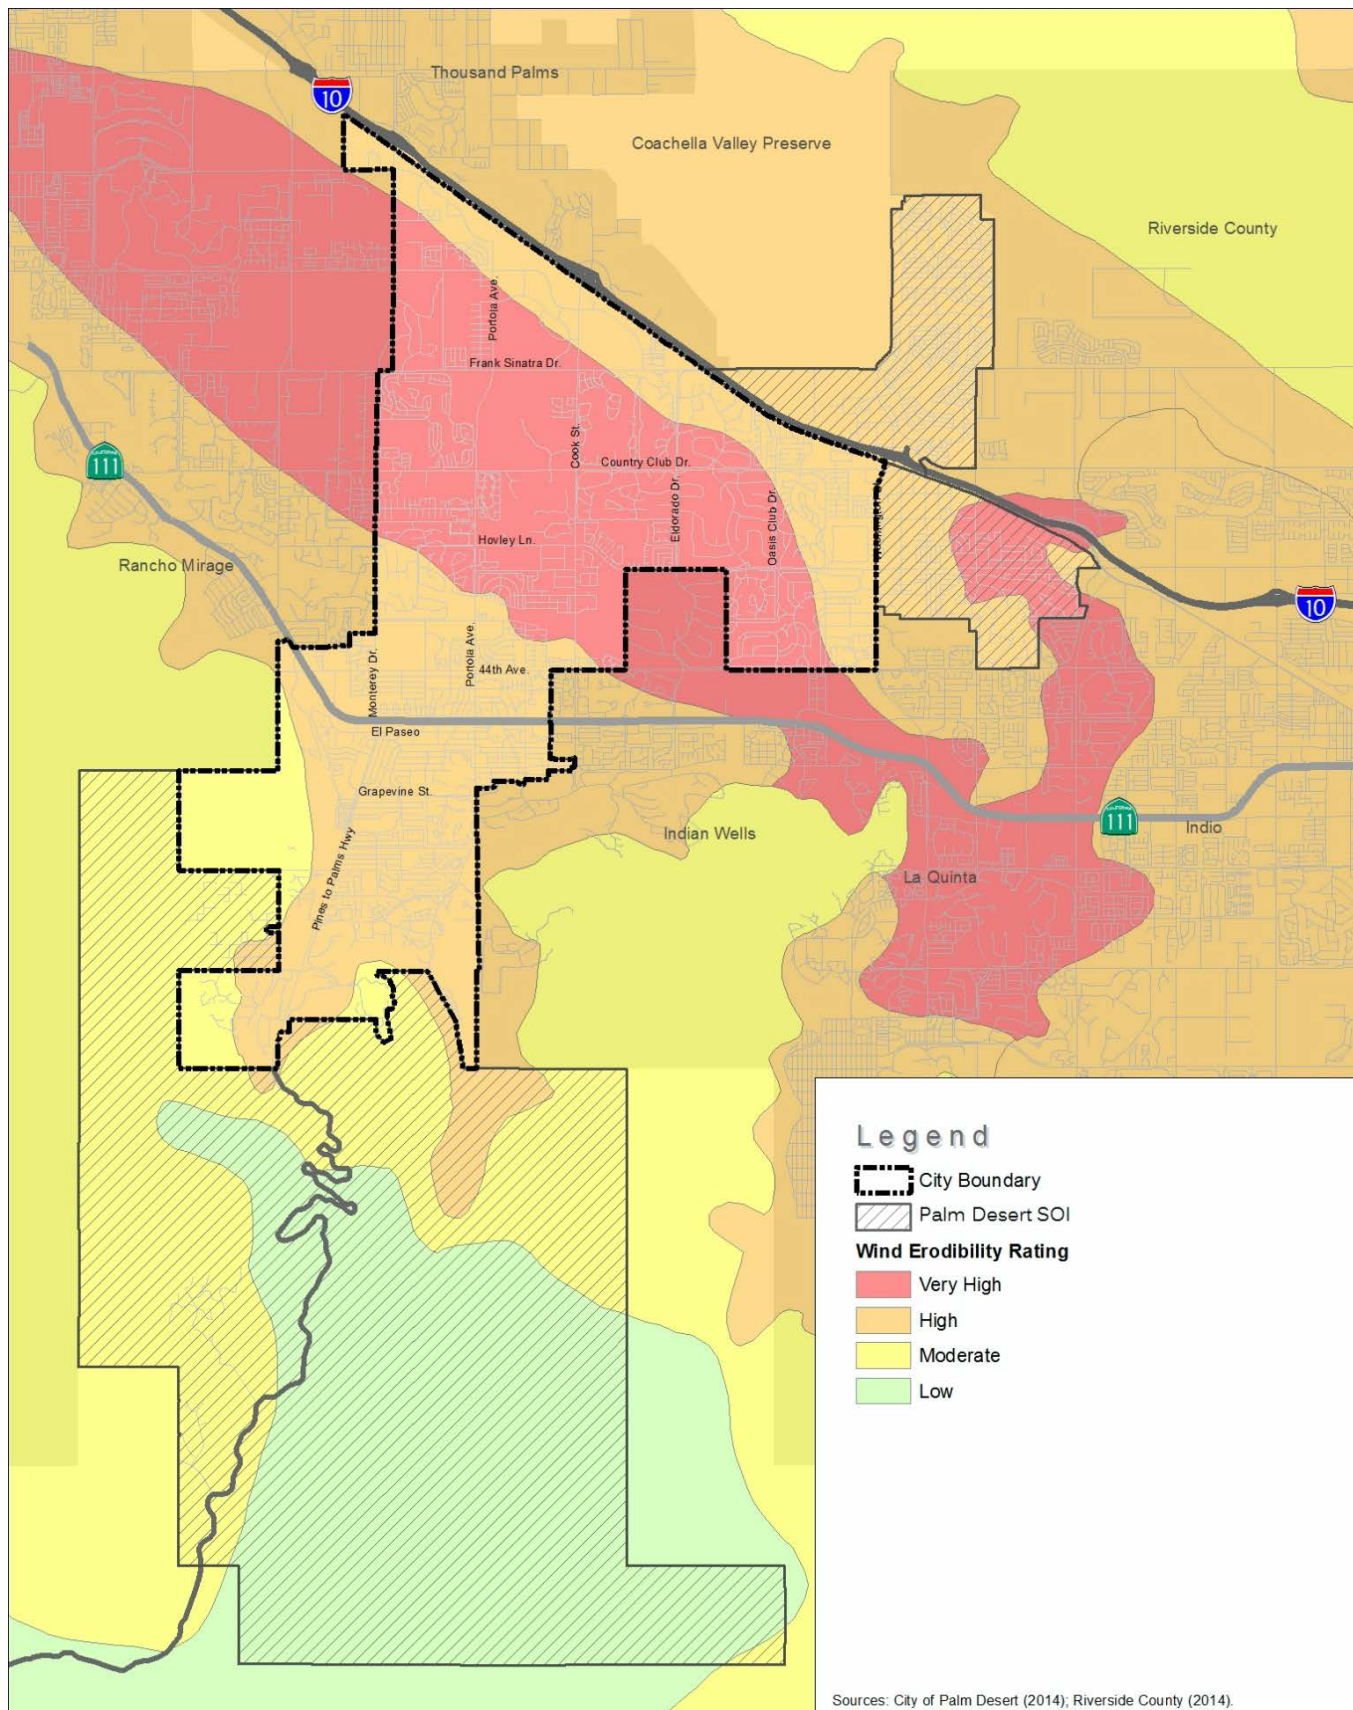 Thousand Palms
10
Coachella Valley Preserve
Riverside County
Portola Ave.
Frank Sinatra Dr.
Cook St.
Country Club Dr.
111
Eldorado Dr.
Oasis Club Dr.
Hovley Ln.
Rancho Mirage
10
Portola Ave.
44th Ave.
Monterey Dr.
El Paseo
Grapevine St.
Indian Wells
111
Indio
Pines to Palms Hwy
La Quinta
Legend
City Boundary
Palm Desert SOI
Wind Erodibility Rating
Very High
High
Moderate
Low
Sources: City of Palm Desert (2014); Riverside County (2014).